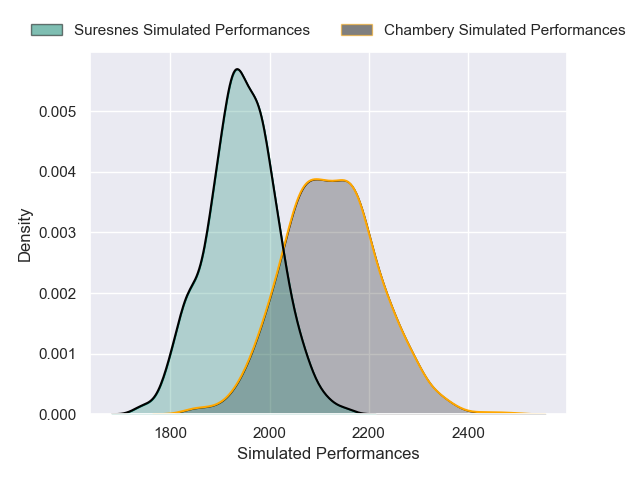 Suresnes Simulated Performances
Chambery Simulated Performances
0.005
0.004
0.003
0.002
0.001
0.000
Density
1800
2000
2200
2400
Simulated Performances